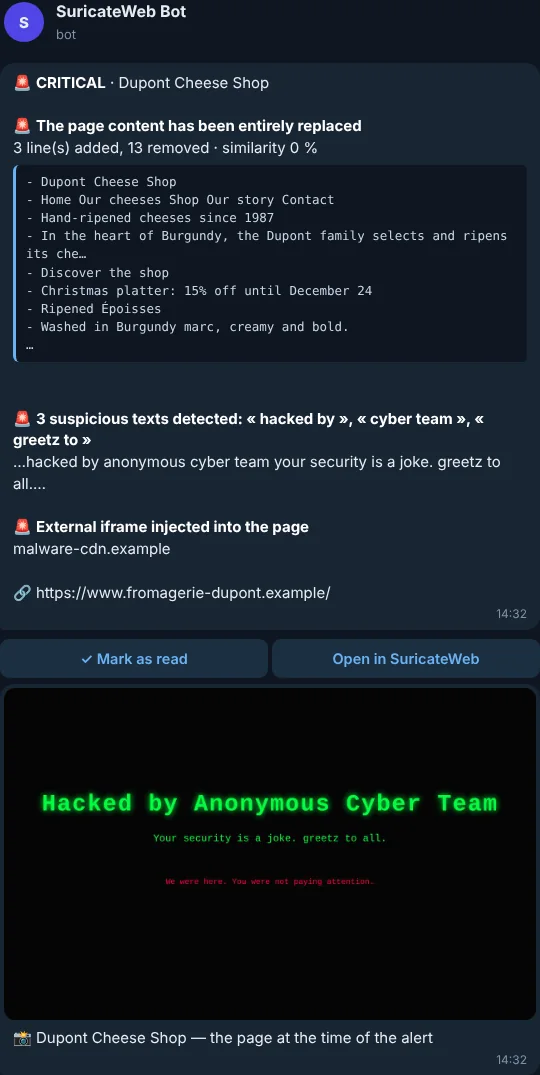 S
SuricateWeb Bot
bot
🚨 CRITICAL · Dupont Cheese Shop
🚨 The page content has been entirely replaced
3 line(s) added, 13 removed · similarity 0 %
- Dupont Cheese Shop
- Home Our cheeses Shop Our story Contact
- Hand-ripened cheeses since 1987
- In the heart of Burgundy, the Dupont family selects and ripens
its che…
- Discover the shop
- Christmas platter: 15% off until December 24
- Ripened Époisses
- Washed in Burgundy marc, creamy and bold.
…
🚨 3 suspicious texts detected: « hacked by », « cyber team », «
greetz to »
...hacked by anonymous cyber team your security is a joke. greetz to
all....
🚨 External iframe injected into the page
malware-cdn.example
🔗 https://www.fromagerie-dupont.example/
14:32
✓ Mark as read
Open in SuricateWeb
Hacked by Anonymous Cyber Team
Your security is a joke. greetz to all.
We were here. You were not paying attention.
📸 Dupont Cheese Shop — the page at the time of the alert
14:32